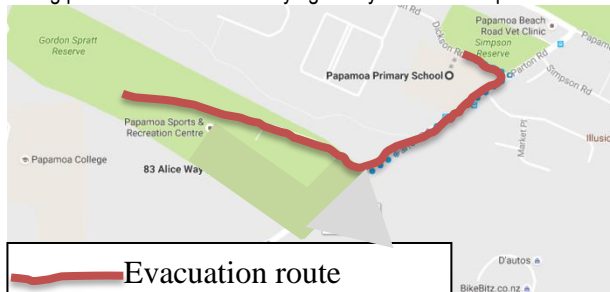 Papamoa Beach
Road Vet Clinic
Gordon Spratt
Reserve
Dickson Rd
Simpson
Reserve
Parton Rd
Papamoa Primary School
Simpson Rd
Papamoa Sports &
Recreation Centre
Market Pl
Illusio
Papamoa College
83 Alice Way
D'autos
Evacuation route
BikeBitz.co.nz